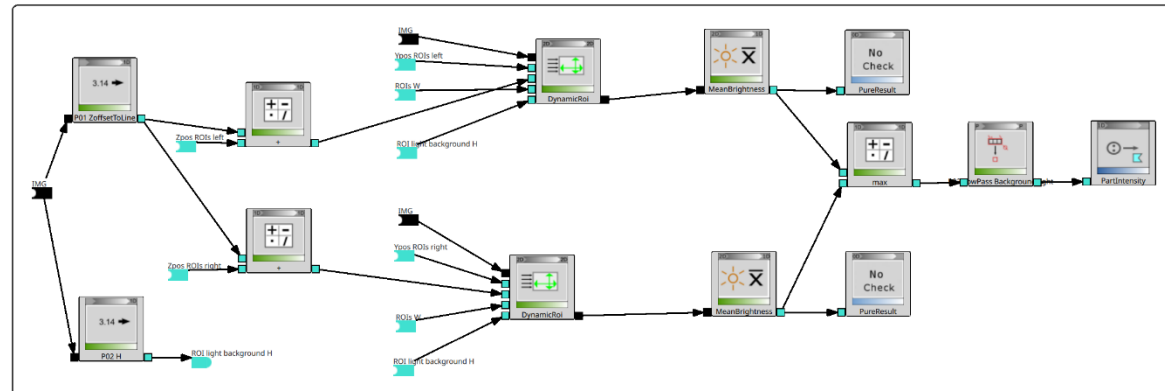 IMG
Ypos ROIs left
ROIs W
ROI light background H
DynamicRoi
MeanBrightness
No
Check
PureResult
3.14
P01 ZoffsetToLine
Zpos ROIs left
+ −
· /
IMG
+ −
· /
max
PartIntensity
+ −
· /
Zpos ROIs right
IMG
Ypos ROIs right
ROIs W
ROI light background H
DynamicRoi
MeanBrightness
No
Check
PureResult
3.14
P02 H
ROI light background H